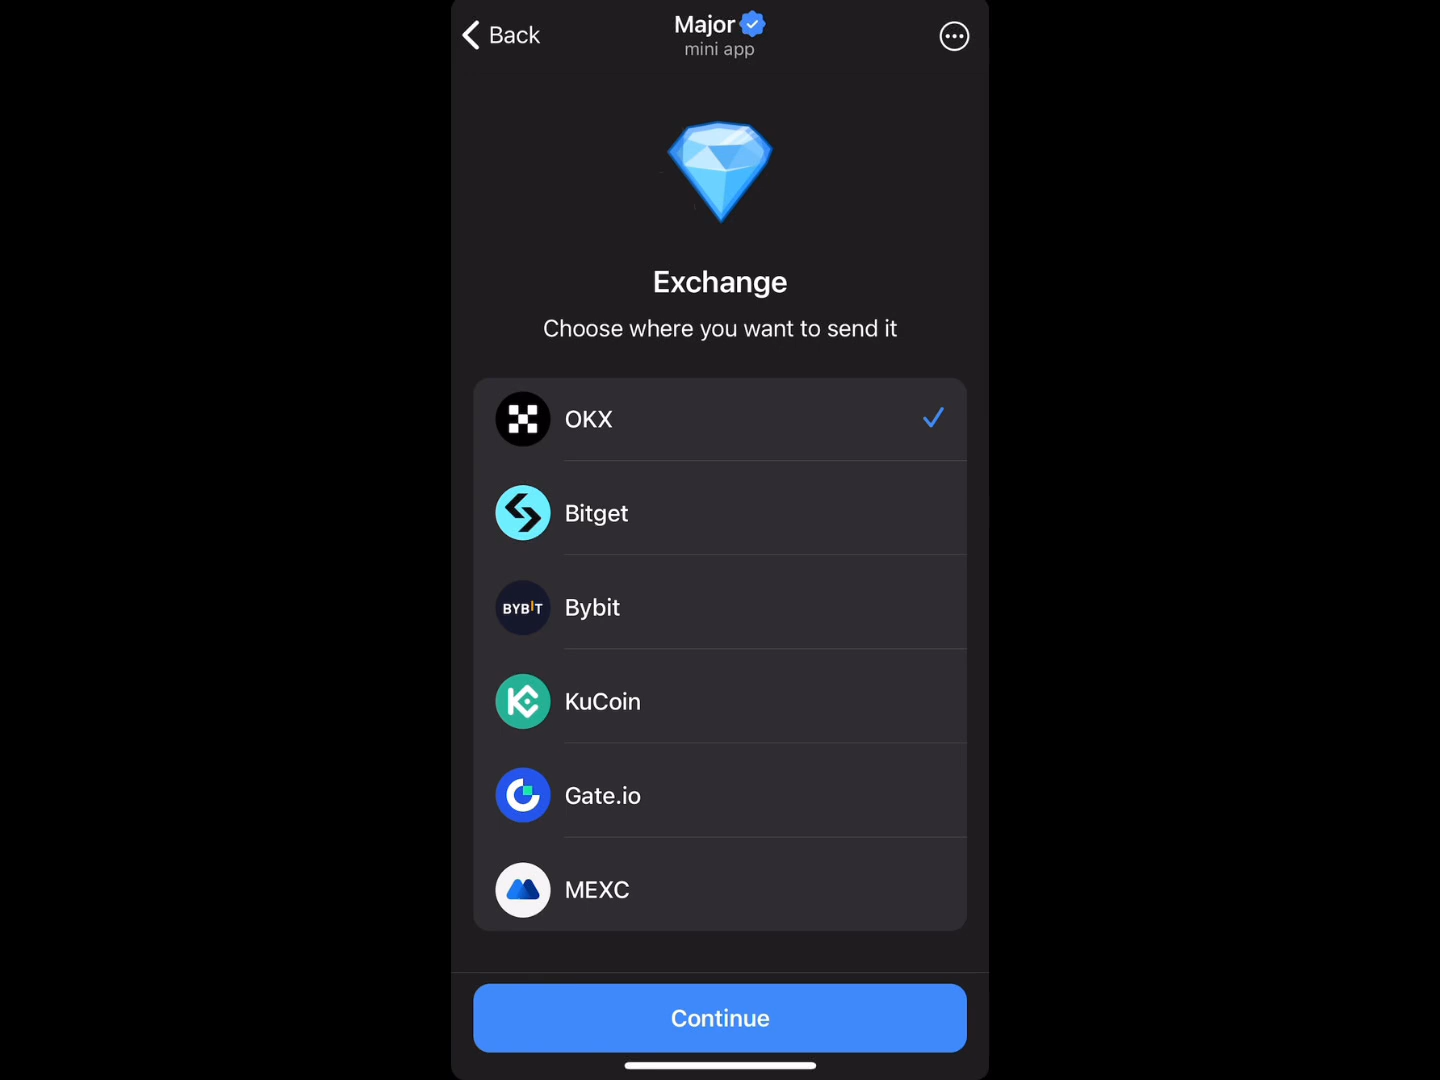 Back
Major
mini app
Exchange
Choose where you want to send it
OKX
Bitget
BYBIT
Bybit
KuCoin
Gate.io
MEXC
Continue